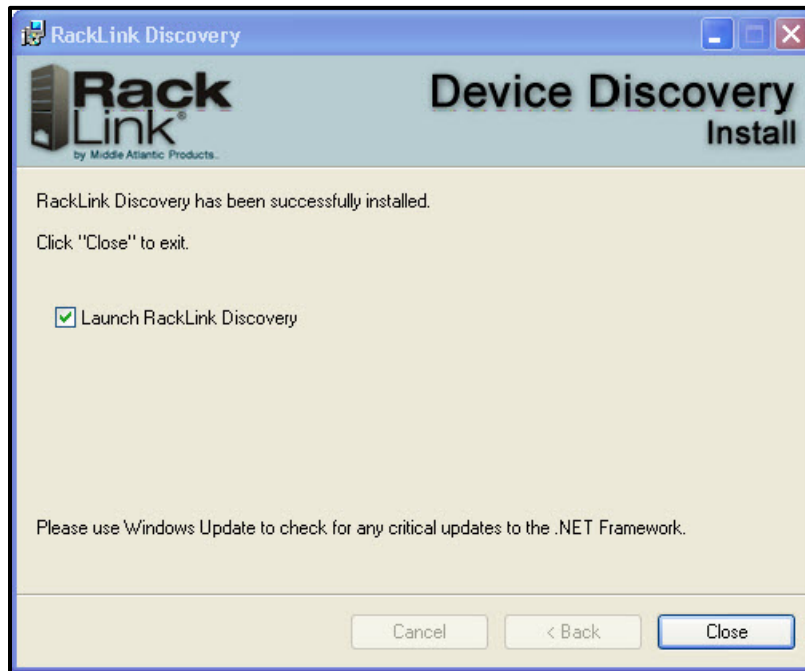 RackLink Discovery
Rack
Link®
by Middle Atlantic Products.
Device Discovery
Install
RackLink Discovery has been successfully installed.
Click "Close" to exit.
Launch RackLink Discovery
Please use Windows Update to check for any critical updates to the .NET Framework.
Cancel
< Back
Close